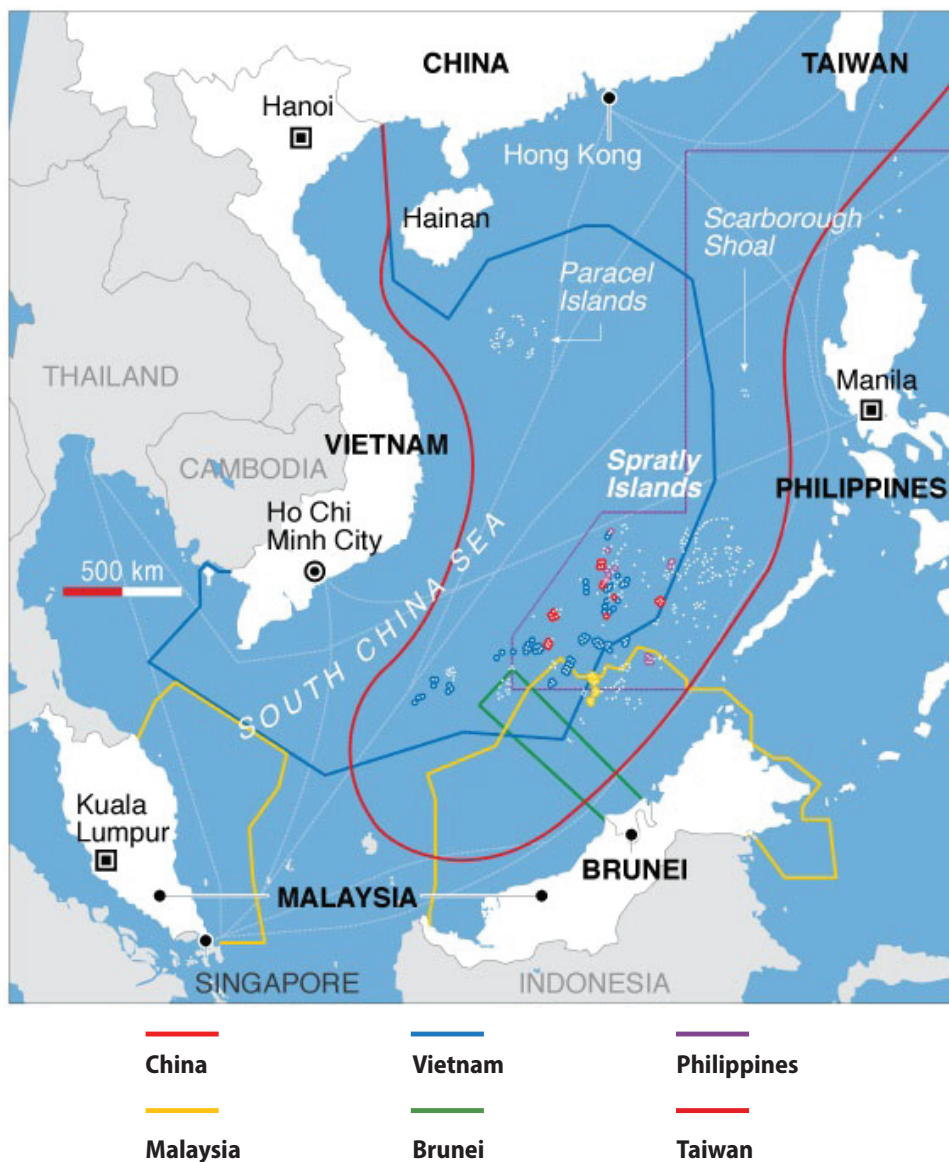 CHINA
TAIWAN
Hanoi
Hong Kong
Hainan
Scarborough
Shoal
Paracel
Islands
THAILAND
Manila
VIETNAM
CAMBODIA
Spratly
Islands
PHILIPPINES
Ho Chi
Minh City
500 km
SOUTH CHINA SEA
Kuala
Lumpur
BRUNEI
MALAYSIA
SINGAPORE
INDONESIA
China
Vietnam
Philippines
Malaysia
Brunei
Taiwan